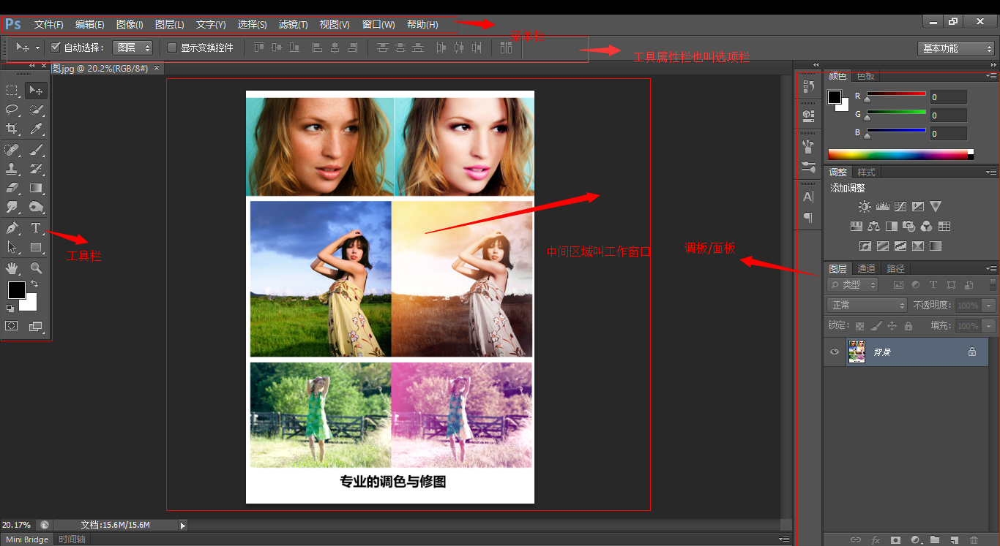 Ps 文件(F) 编辑(E) 图像(I) 图层(L) 文字(Y) 选择(S) 滤镜(T) 视图(V) 窗口(W) 帮助(H)
自动选择： 图层 显示变换控件
工具属性栏也叫选项栏
基本功能
图.jpg @ 20.2%(RGB/8#) ×
颜色 色板
R 0
G 0
B 0
调整 样式
添加调整
工具栏
中间区域叫工作窗口
调板/面板
图层 通道 路径
类型
正常 不透明度: 100%
锁定: 填充: 100%
背景
专业的调色与修图
20.17% 文档:15.6M/15.6M
Mini Bridge 时间轴